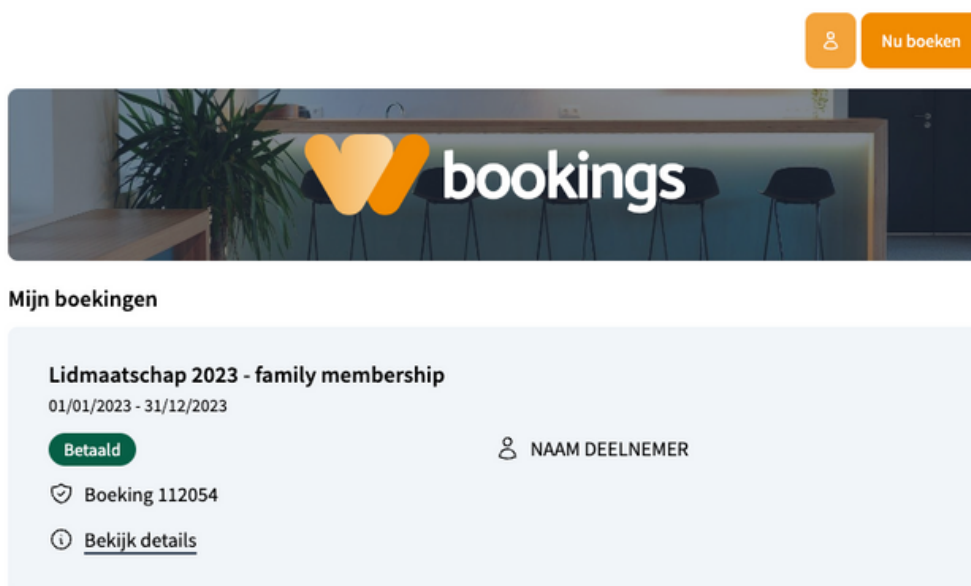 Nu boeken
bookings
Mijn boekingen
Lidmaatschap 2023 - family membership
01/01/2023 - 31/12/2023
Betaald
NAAM DEELNEMER
Boeking 112054
Bekijk details